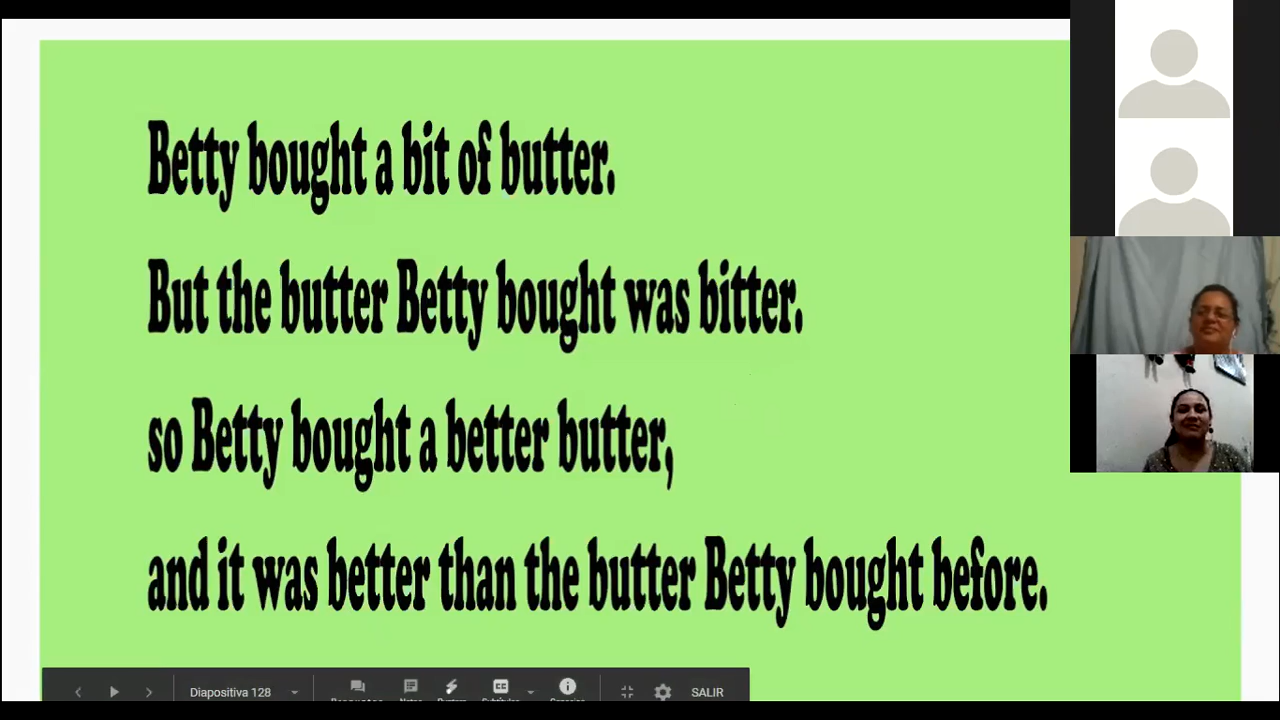 Betty bought a bit of butter.
But the butter Betty bought was bitter.
so Betty bought a better butter,
and it was better than the butter Betty bought before.
Diapositiva 128
SALIR